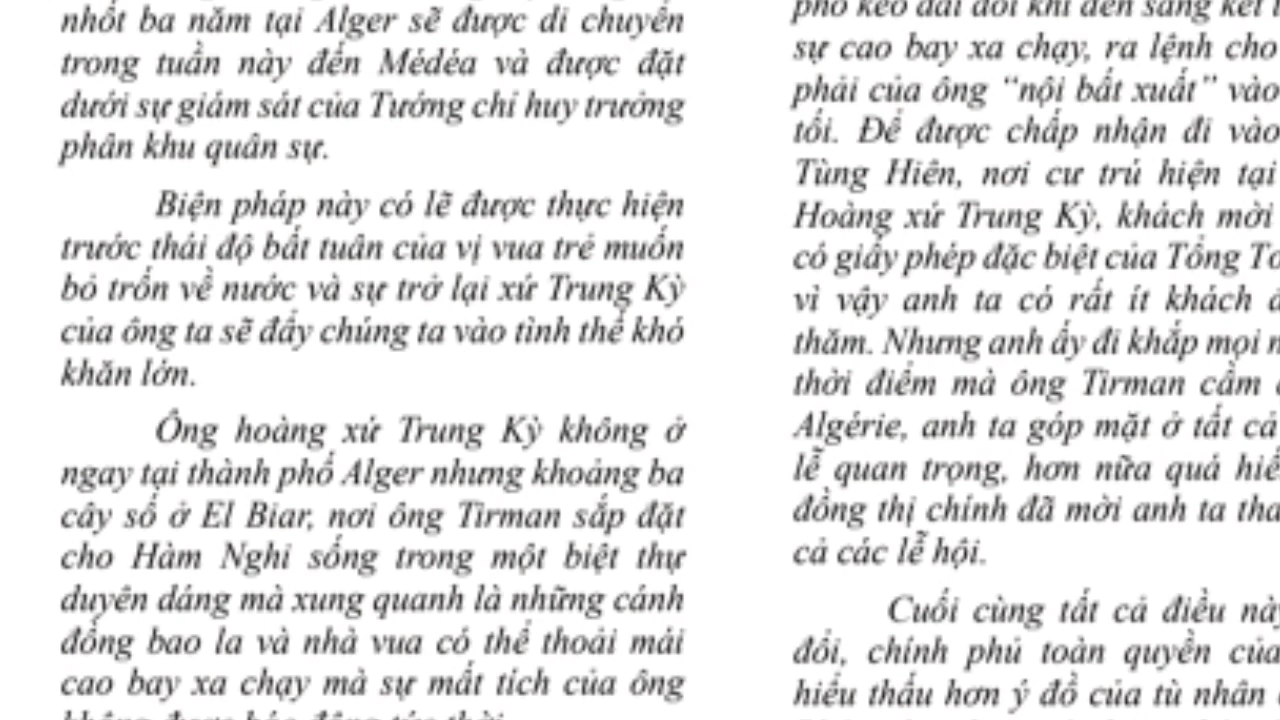 nhốt ba năm tại Alger sẽ được di chuyển
trong tuần này đến Médéa và được đặt
dưới sự giám sát của Tướng chỉ huy trưởng
phân khu quân sự.
Biện pháp này có lẽ được thực hiện
trước thái độ bất tuân của vị vua trẻ muốn
bỏ trốn về nước và sự trở lại xứ Trung Kỳ
của ông ta sẽ đẩy chúng ta vào tình thế khó
khăn lớn.
Ông hoàng xứ Trung Kỳ không ở
ngay tại thành phố Alger nhưng khoảng ba
cây số ở El Biar, nơi ông Tirman sắp đặt
cho Hàm Nghi sống trong một biệt thự
duyên dáng mà xung quanh là những cánh
đồng bao la và nhà vua có thể thoải mái
cao bay xa chạy mà sự mất tích của ông
không được báo động tức thời.
phố kéo dài đôi khi đến sáng kết
sự cao bay xa chạy, ra lệnh cho
phải của ông “nội bất xuất” vào
tối. Để được chấp nhận đi vào
Tùng Hiên, nơi cư trú hiện tại
Hoàng xứ Trung Kỳ, khách mời
có giấy phép đặc biệt của Tổng
vì vậy anh ta có rất ít khách
thăm. Nhưng anh ấy đi khắp mọi
thời điểm mà ông Tirman cầm
Algérie, anh ta góp mặt ở tất cả
lễ quan trọng, hơn nữa quá
đồng thị chính đã mời anh ta
cả các lễ hội.
Cuối cùng tất cả điều này
đổi, chính phủ toàn quyền của
hiểu thấu hơn ý đồ của tù nhân